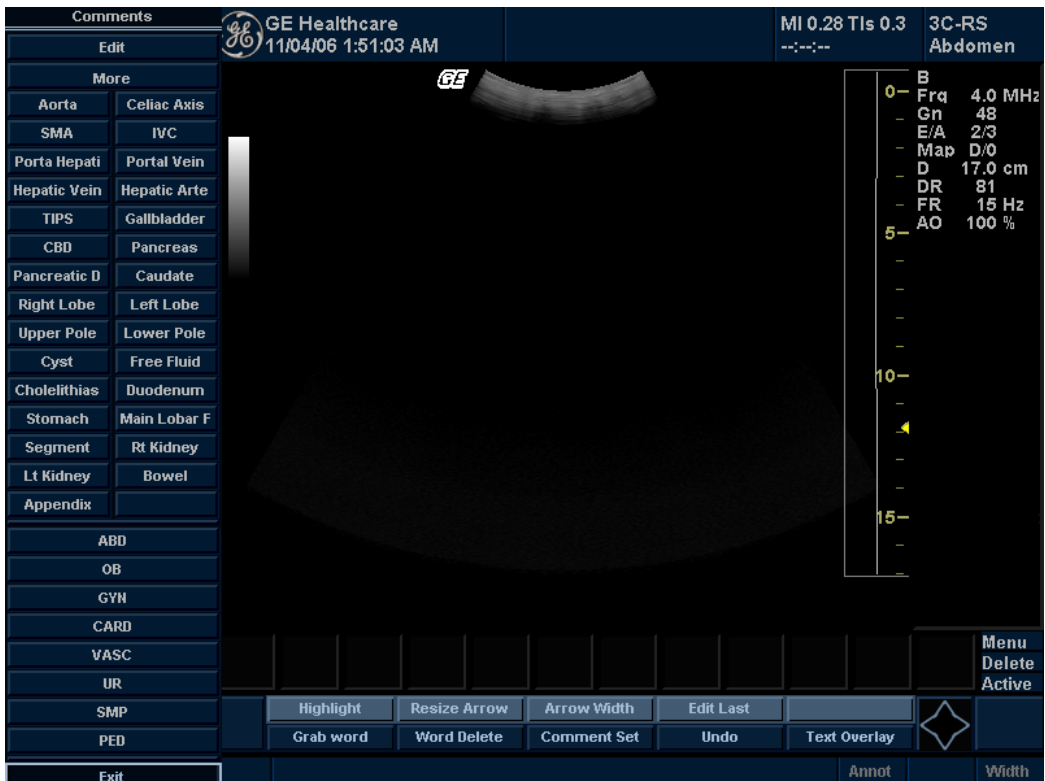 Comments
Edit
More
Aorta Celiac Axis
SMA IVC
Porta Hepati Portal Vein
Hepatic Vein Hepatic Arte
TIPS Gallbladder
CBD Pancreas
Pancreatic D Caudate
Right Lobe Left Lobe
Upper Pole Lower Pole
Cyst Free Fluid
Cholelithias Duodenum
Stomach Main Lobar F
Segment Rt Kidney
Lt Kidney Bowel
Appendix
ABD
OB
GYN
CARD
VASC
UR
SMP
PED
Exit
GE GE Healthcare
11/04/06 1:51:03 AM
MI 0.28 TIs 0.3
--:--:--
3C-RS
Abdomen
GE
0
5
10
15
B
Frq 4.0 MHz
Gn 48
E/A 2/3
Map D/0
D 17.0 cm
DR 81
FR 15 Hz
AO 100 %
Menu
Delete
Active
Highlight Resize Arrow Arrow Width Edit Last
Grab word Word Delete Comment Set Undo Text Overlay
Annot Width